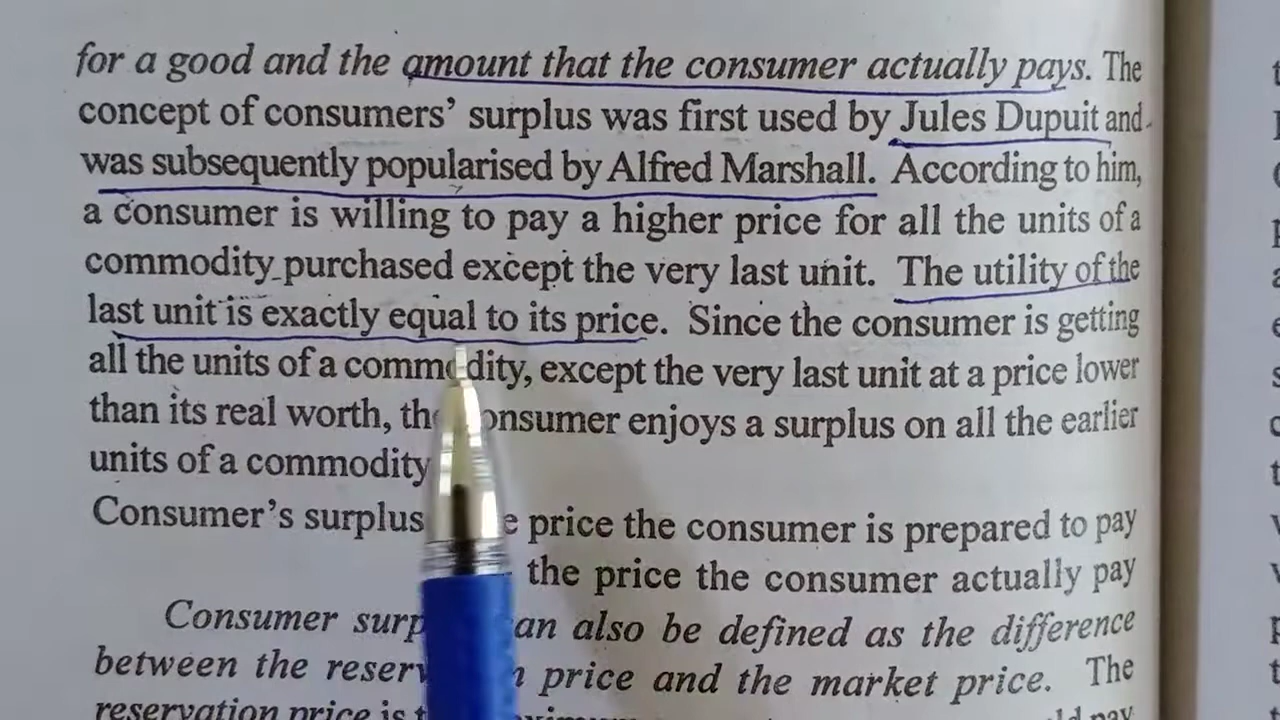 for a good and the amount that the consumer actually pays. The
concept of consumers' surplus was first used by Jules Dupuit and
was subsequently popularised by Alfred Marshall. According to him,
a consumer is willing to pay a higher price for all the units of a
commodity purchased except the very last unit. The utility of the
last unit is exactly equal to its price. Since the consumer is getting
all the units of a commodity, except the very last unit at a price lower
than its real worth, the consumer enjoys a surplus on all the earlier
units of a commodity
Consumer's surplus price the consumer is prepared to pay
the price the consumer actually pay
Consumer can also be defined as the difference
between the price and the market price. The
reservation price is